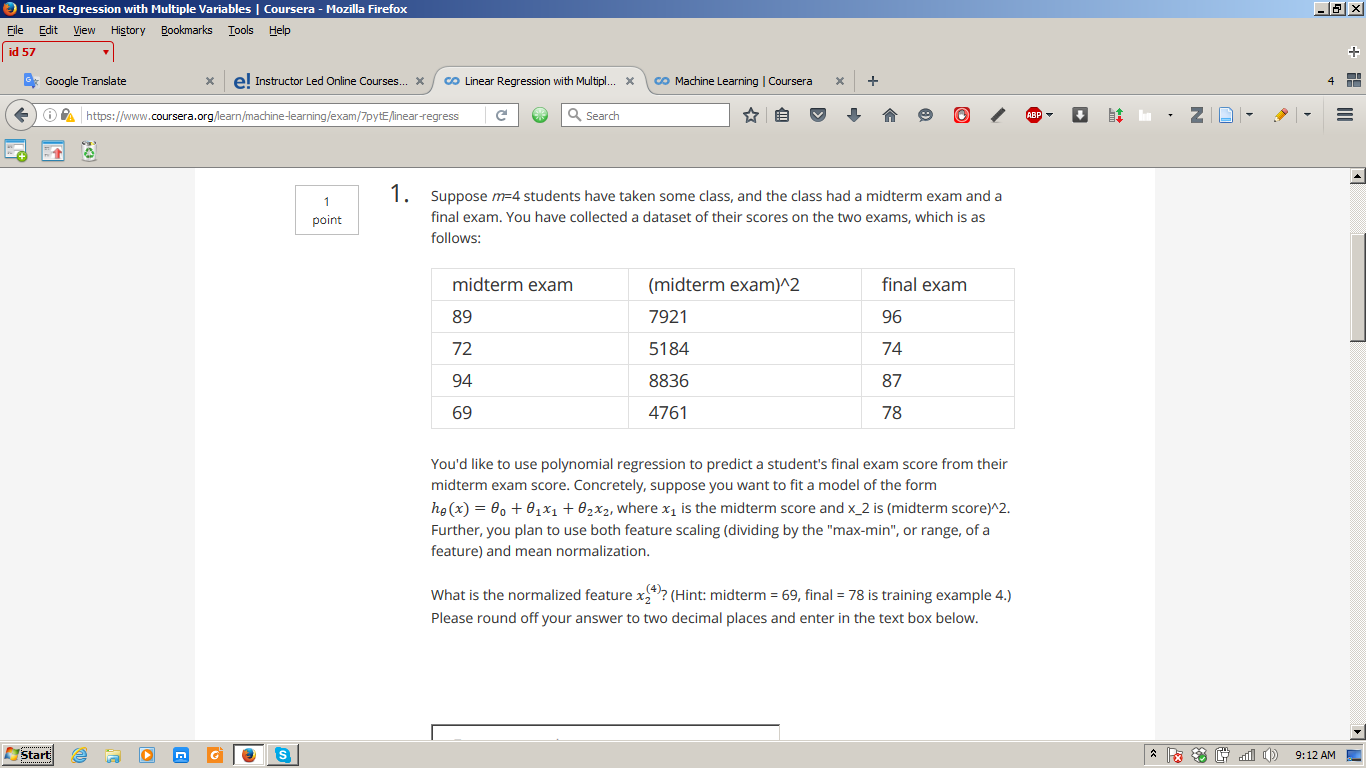 Linear Regression with Multiple Variables | Coursera - Mozilla Firefox
File Edit View History Bookmarks Tools Help
id 57
Google Translate
e! Instructor Led Online Courses...
Linear Regression with Multipl...
Machine Learning | Coursera
4
https://www.coursera.org/learn/machine-learning/exam/7pytE/linear-regress
Search
ABP
Z
1
point
1. Suppose m=4 students have taken some class, and the class had a midterm exam and a
final exam. You have collected a dataset of their scores on the two exams, which is as
follows:
midterm exam (midterm exam)^2 final exam
89 7921 96
72 5184 74
94 8836 87
69 4761 78
You'd like to use polynomial regression to predict a student's final exam score from their
midterm exam score. Concretely, suppose you want to fit a model of the form
hθ(x) = θ0 + θ1x1 + θ2x2, where x1 is the midterm score and x_2 is (midterm score)^2.
Further, you plan to use both feature scaling (dividing by the "max-min", or range, of a
feature) and mean normalization.
What is the normalized feature x2(4)? (Hint: midterm = 69, final = 78 is training example 4.)
Please round off your answer to two decimal places and enter in the text box below.
Start
9:12 AM